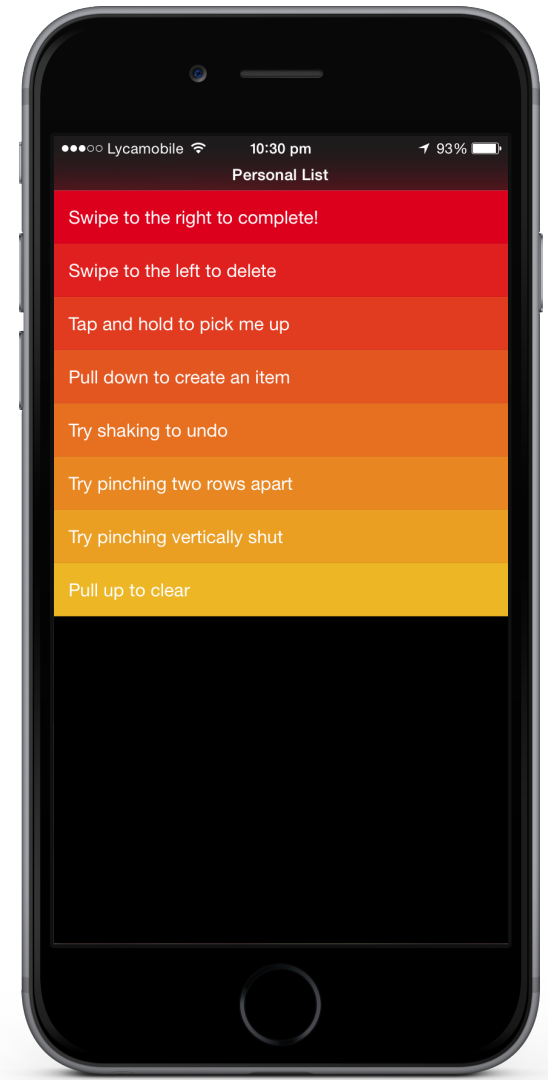 Lycamobile 10:30 pm 93%
Personal List
Swipe to the right to complete!
Swipe to the left to delete
Tap and hold to pick me up
Pull down to create an item
Try shaking to undo
Try pinching two rows apart
Try pinching vertically shut
Pull up to clear